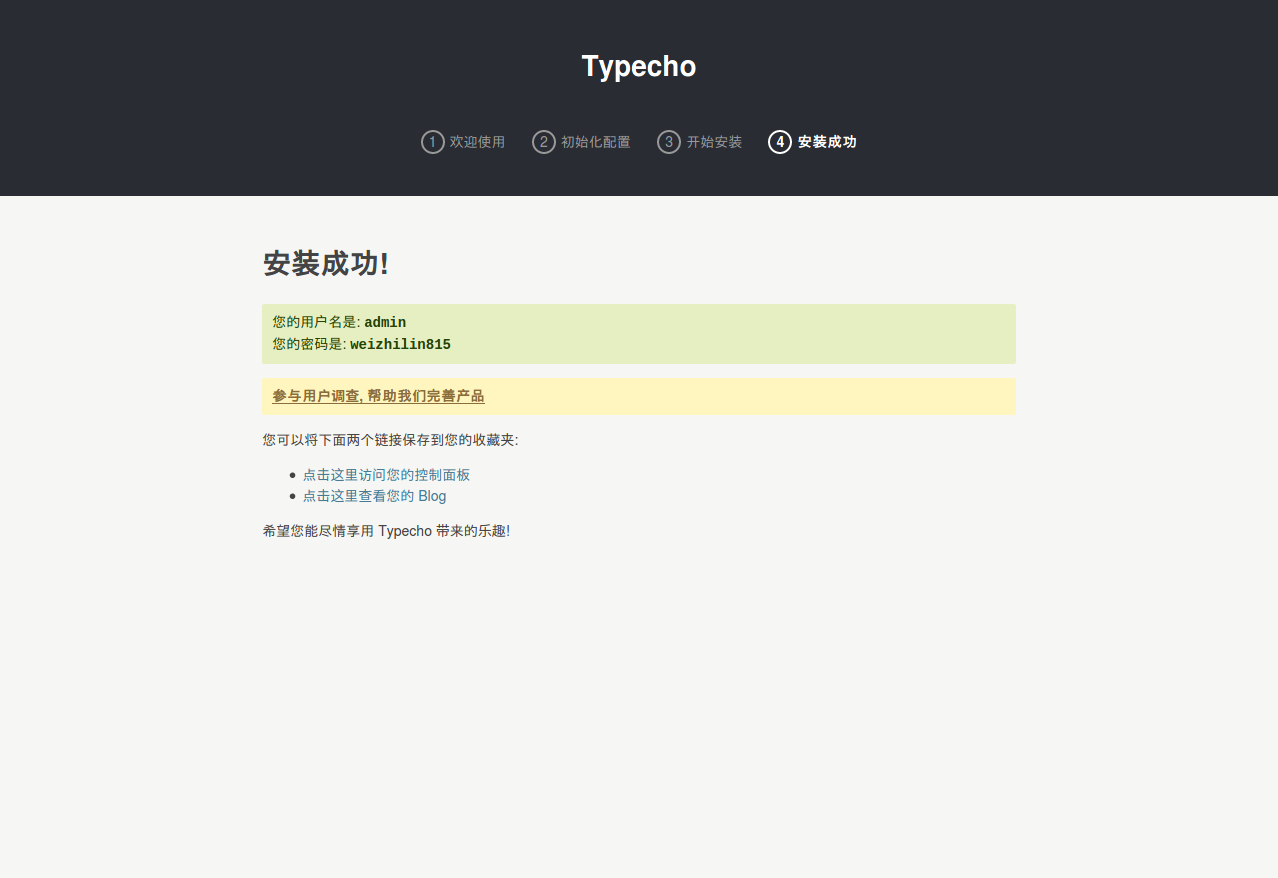 Typecho
1 欢迎使用 2 初始化配置 3 开始安装 4 安装成功
安装成功!
您的用户名是: admin
您的密码是: weizhilin815
参与用户调查, 帮助我们完善产品
您可以将下面两个链接保存到您的收藏夹:
点击这里访问您的控制面板
点击这里查看您的 Blog
希望您能尽情享用 Typecho 带来的乐趣!